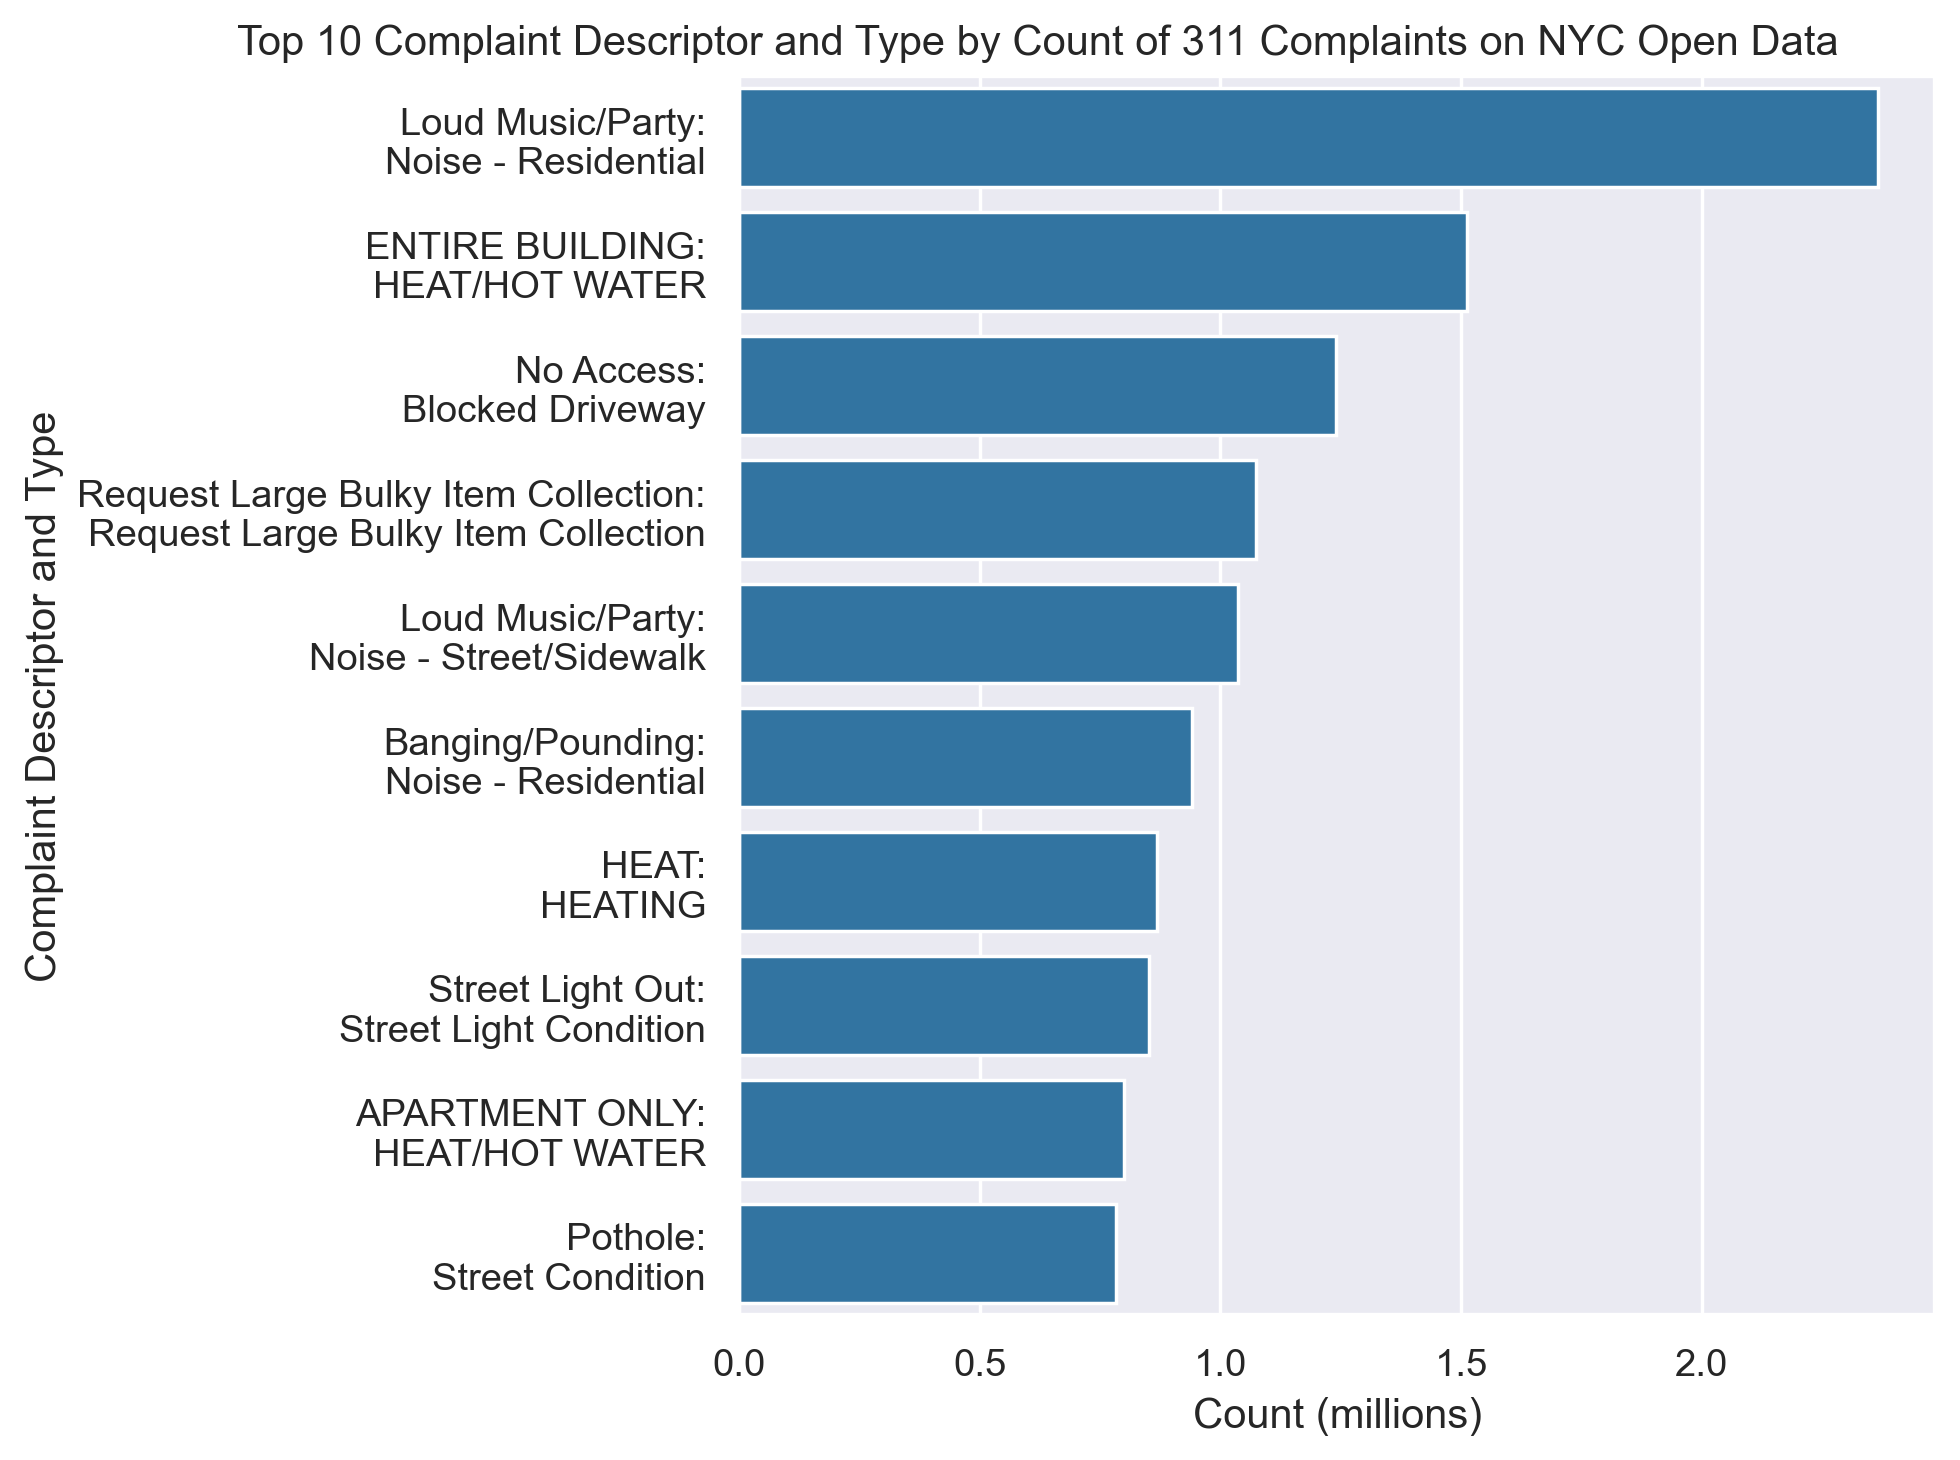 Top 10 Complaint Descriptor and Type by Count of 311 Complaints on NYC Open Data
Complaint Descriptor and Type
Loud Music/Party:
Noise - Residential
ENTIRE BUILDING:
HEAT/HOT WATER
No Access:
Blocked Driveway
Request Large Bulky Item Collection:
Request Large Bulky Item Collection
Loud Music/Party:
Noise - Street/Sidewalk
Banging/Pounding:
Noise - Residential
HEAT:
HEATING
Street Light Out:
Street Light Condition
APARTMENT ONLY:
HEAT/HOT WATER
Pothole:
Street Condition
0.0 0.5 1.0 1.5 2.0
Count (millions)